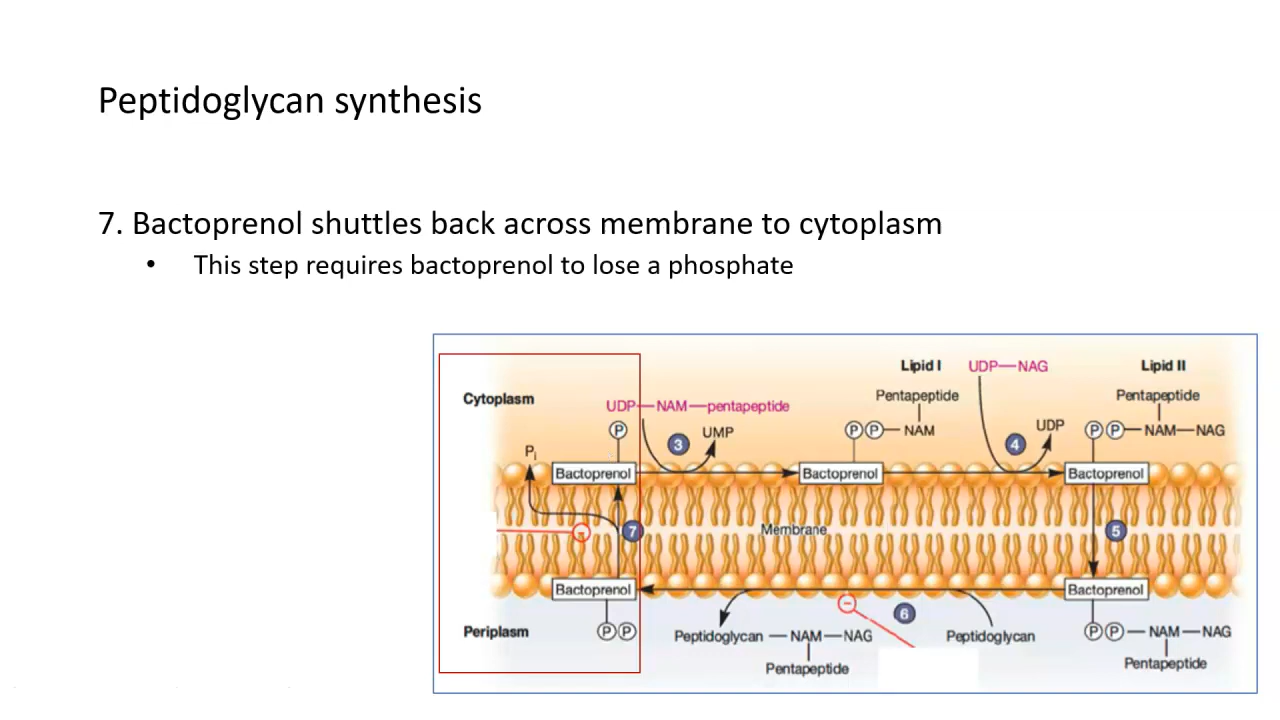 Peptidoglycan synthesis
7. Bactoprenol shuttles back across membrane to cytoplasm
• This step requires bactoprenol to lose a phosphate
Lipid I
UDP—NAG
Lipid II
Cytoplasm
Pentapeptide
Pentapeptide
UDP—NAM—pentapeptide
P
3
UMP
P P — NAM
4
UDP
P P — NAM—NAG
Pi
Bactoprenol
Bactoprenol
Bactoprenol
–
7
Membrane
5
Bactoprenol
Bactoprenol
–
6
Periplasm
P P
Peptidoglycan — NAM—NAG
Peptidoglycan
P P — NAM—NAG
Pentapeptide
Pentapeptide